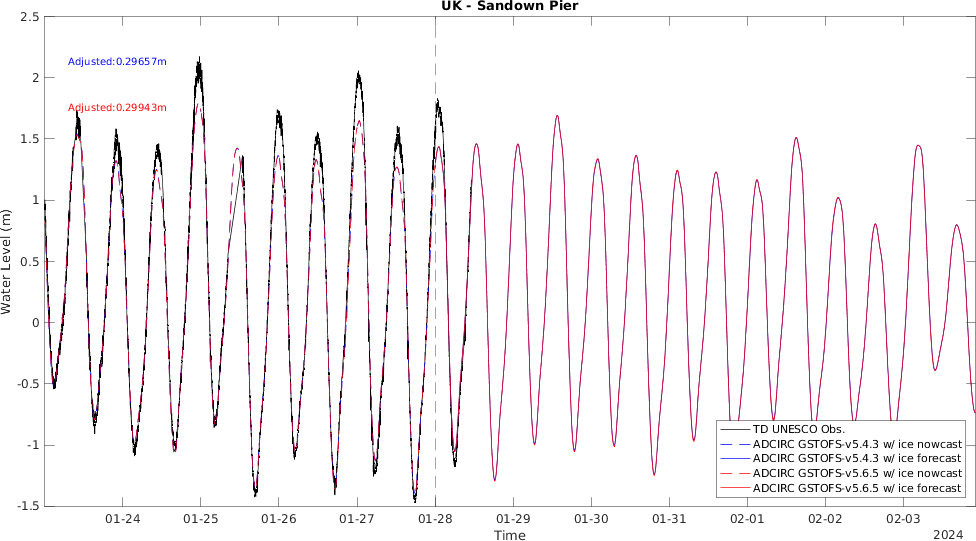 UK - Sandown Pier
2.5
Adjusted:0.29657m
2
Adjusted:0.29943m
1.5
1
0.5
0
-0.5
-1
-1.5
Water Level (m)
TD UNESCO Obs.
ADCIRC GSTOFS-v5.4.3 w/ ice nowcast
ADCIRC GSTOFS-v5.4.3 w/ ice forecast
ADCIRC GSTOFS-v5.6.5 w/ ice nowcast
ADCIRC GSTOFS-v5.6.5 w/ ice forecast
01-24 01-25 01-26 01-27 01-28 01-29 01-30 01-31 02-01 02-02 02-03
Time
2024